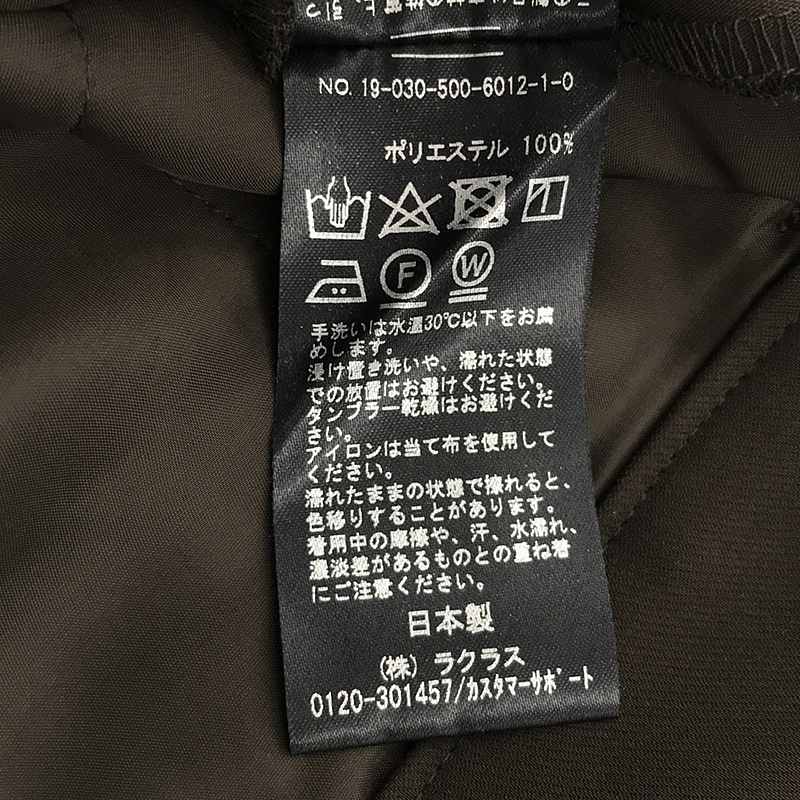 NO. 19-030-500-6012-1-0
ポリエステル 100%
F W
手洗いは水温30℃以下をお薦
めします。
浸け置き洗いや、濡れた状態
での放置はお避けください。
タンブラー乾燥はお避けくだ
さい。
アイロンは当て布を使用して
ください。
濡れたままの状態で擦れると、
色移りすることがあります。
着用中の摩擦や、汗、水濡れ、
濃淡差があるものとの重ね着
にご注意ください。
日本製
(株) ラクラス
0120-301457/カスタマーサポート